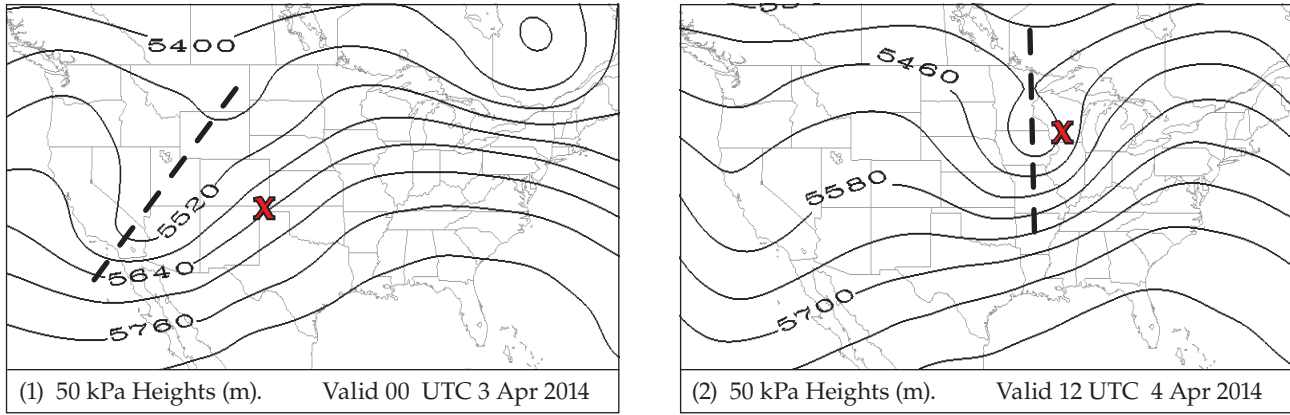 5400
5520
5640
5760
X
(1) 50 kPa Heights (m). Valid 00 UTC 3 Apr 2014
5460
5580
5700
X
(2) 50 kPa Heights (m). Valid 12 UTC 4 Apr 2014